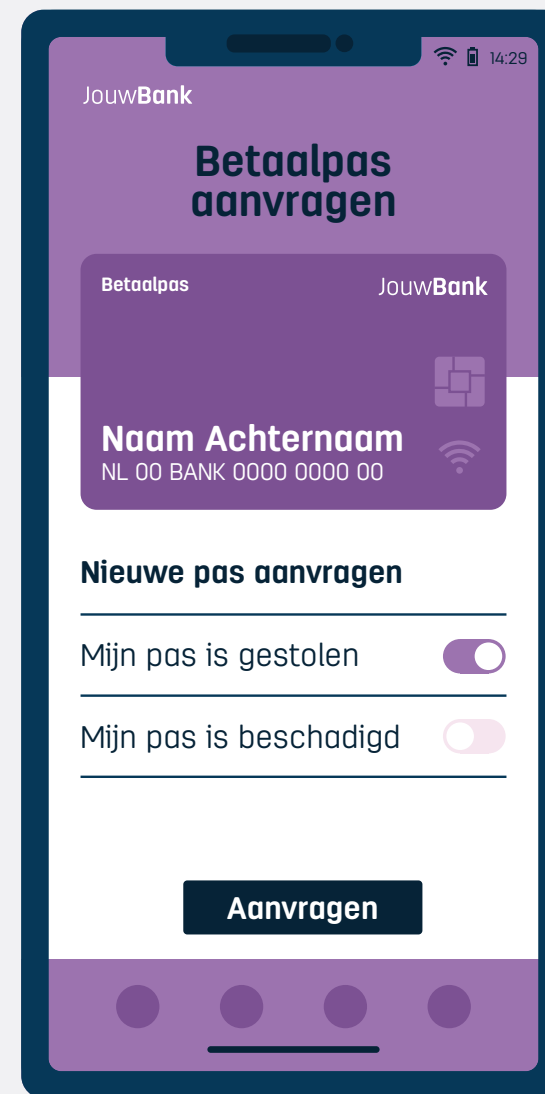 14:29
JouwBank
Betaalpas
aanvragen
Betaalpas
JouwBank
Naam Achternaam
NL 00 BANK 0000 0000 00
Nieuwe pas aanvragen
Mijn pas is gestolen
Mijn pas is beschadigd
Aanvragen